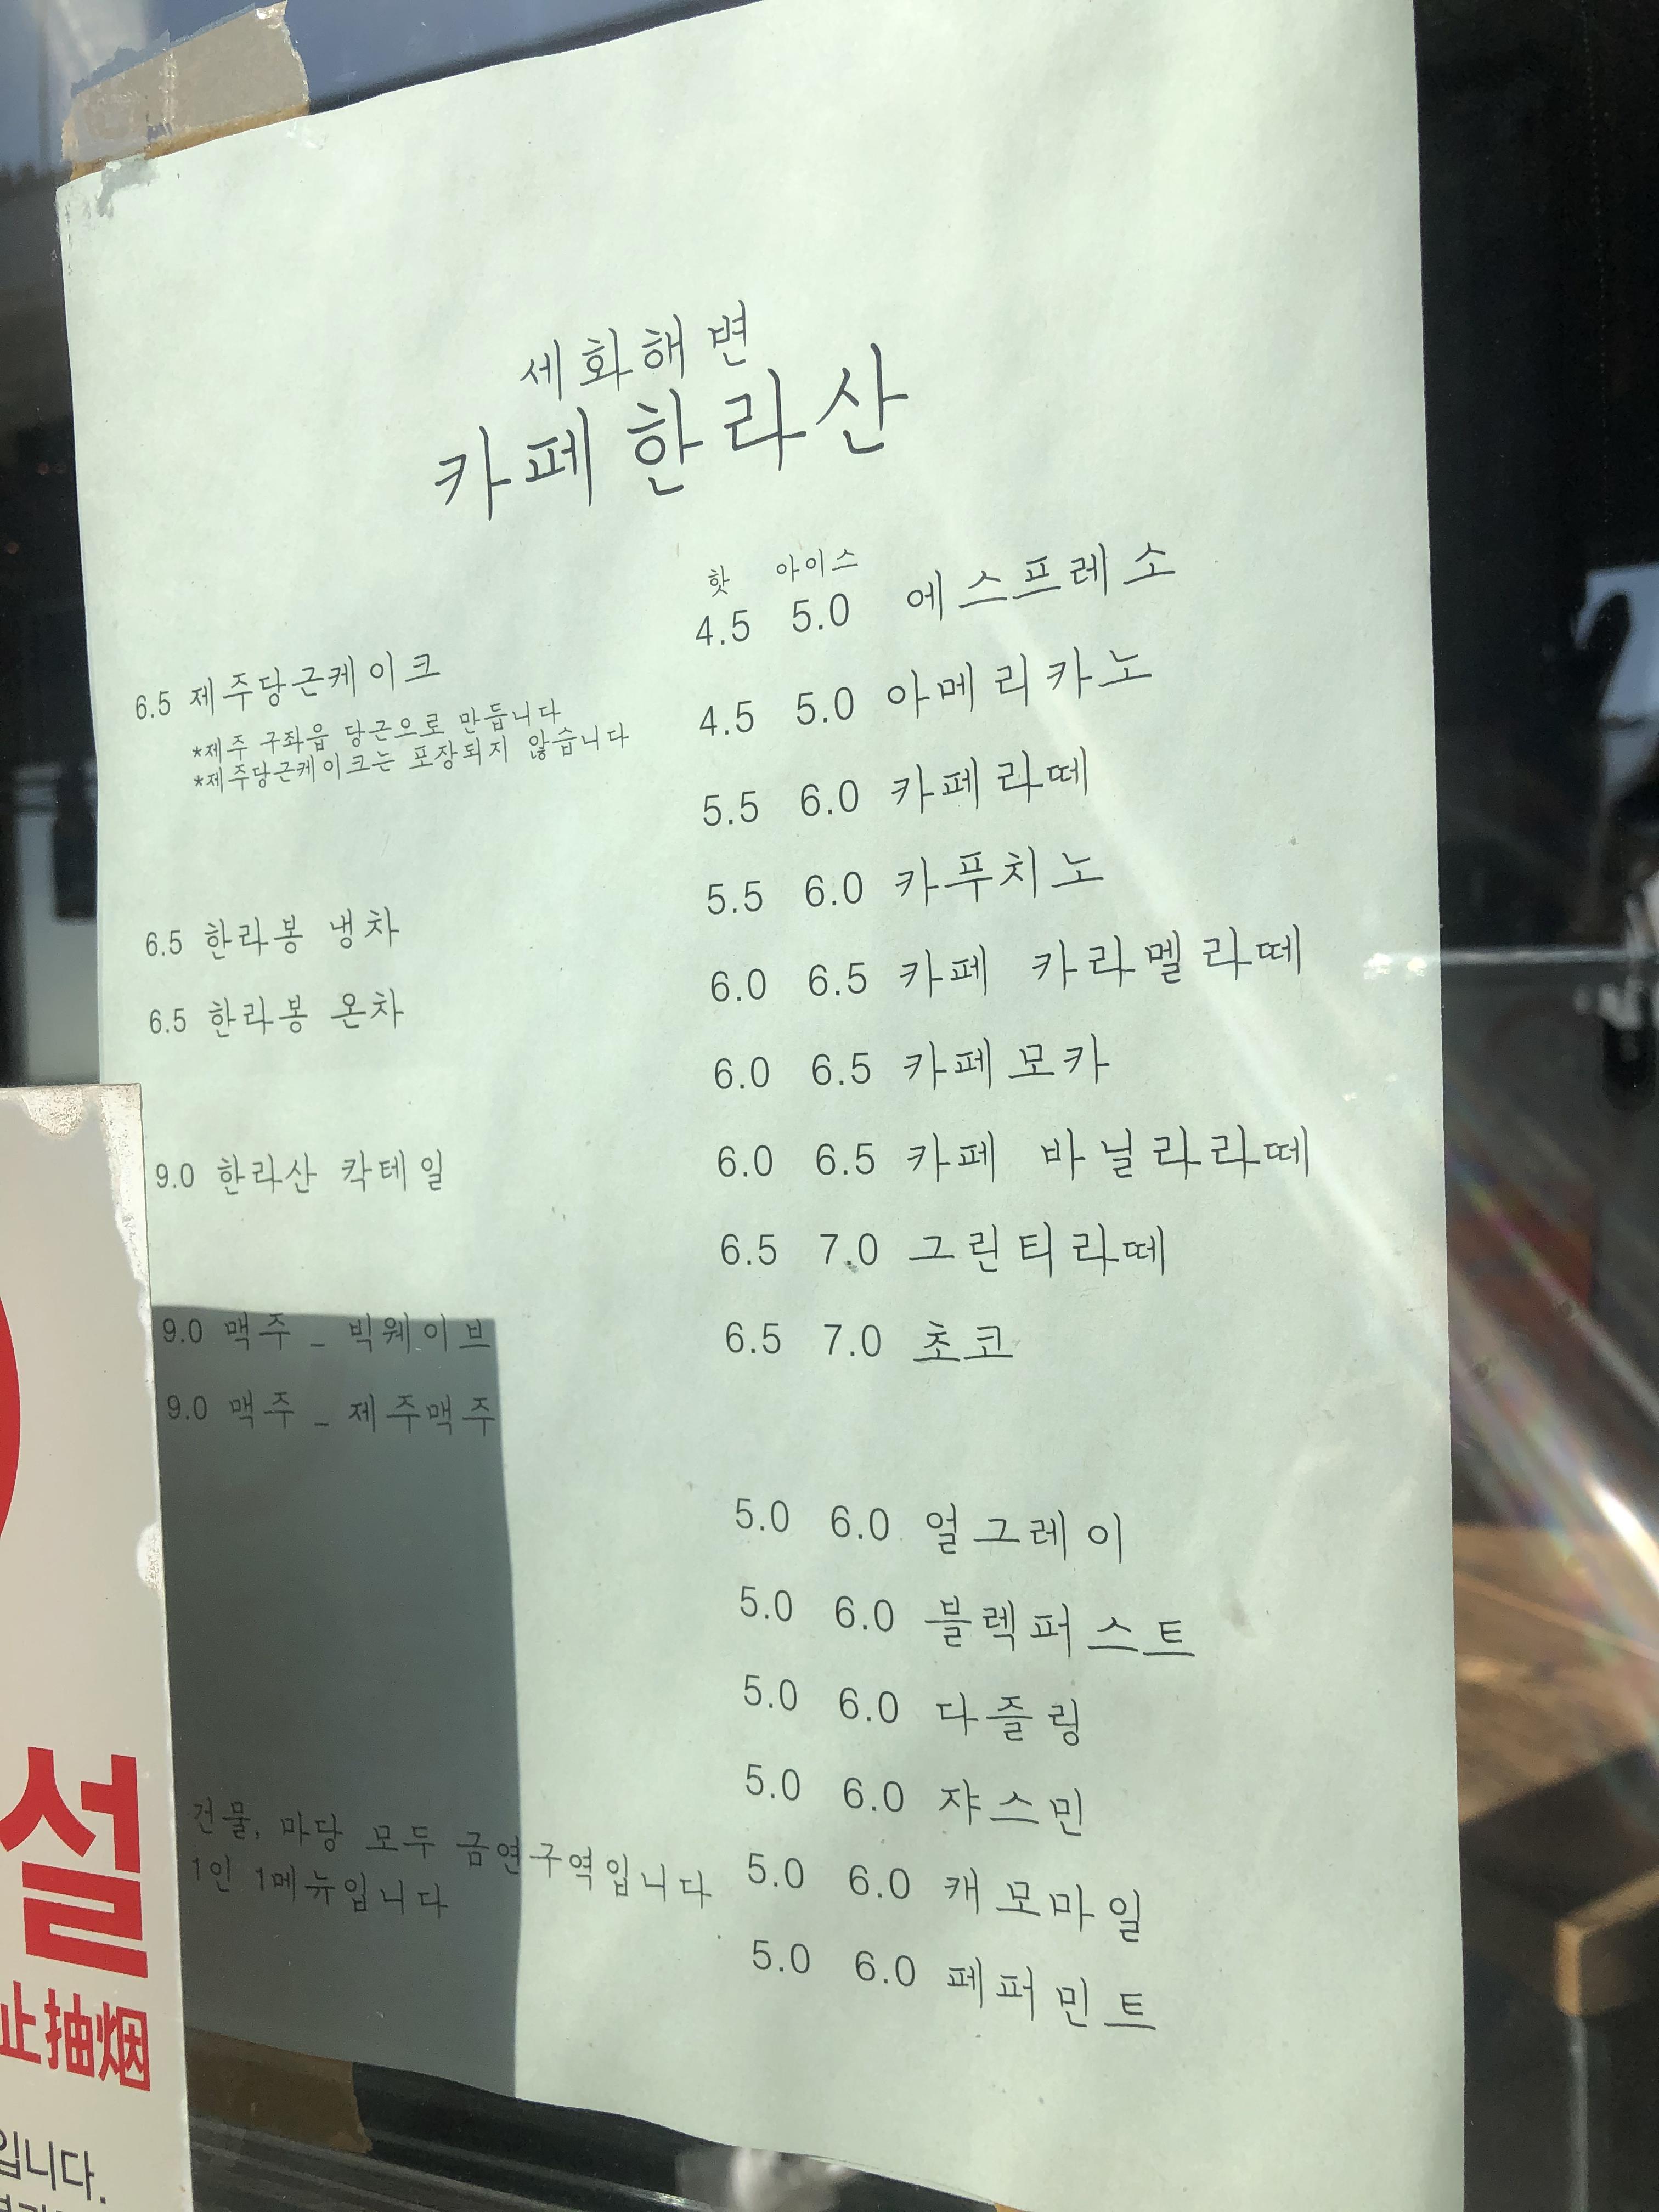 세화해변
카페한라산
6.5 제주당근케이크
*제주 구좌읍 당근으로 만듭니다
*제주당근케이크는 포장되지 않습니다
6.5 한라봉 냉차
6.5 한라봉 온차
9.0 한라산 칵테일
9.0 맥주 _ 빅웨이브
9.0 맥주 _ 제주맥주
건물, 마당 모두 금연구역입니다
1인 1메뉴입니다
핫 아이스
4.5 5.0 에스프레소
4.5 5.0 아메리카노
5.5 6.0 카페라떼
5.5 6.0 카푸치노
6.0 6.5 카페 카라멜라떼
6.0 6.5 카페모카
6.0 6.5 카페 바닐라라떼
6.5 7.0 그린티라떼
6.5 7.0 초코
5.0 6.0 얼그레이
5.0 6.0 블렉퍼스트
5.0 6.0 다즐링
5.0 6.0 쟈스민
5.0 6.0 캐모마일
5.0 6.0 페퍼민트
설
止抽烟
입니다.